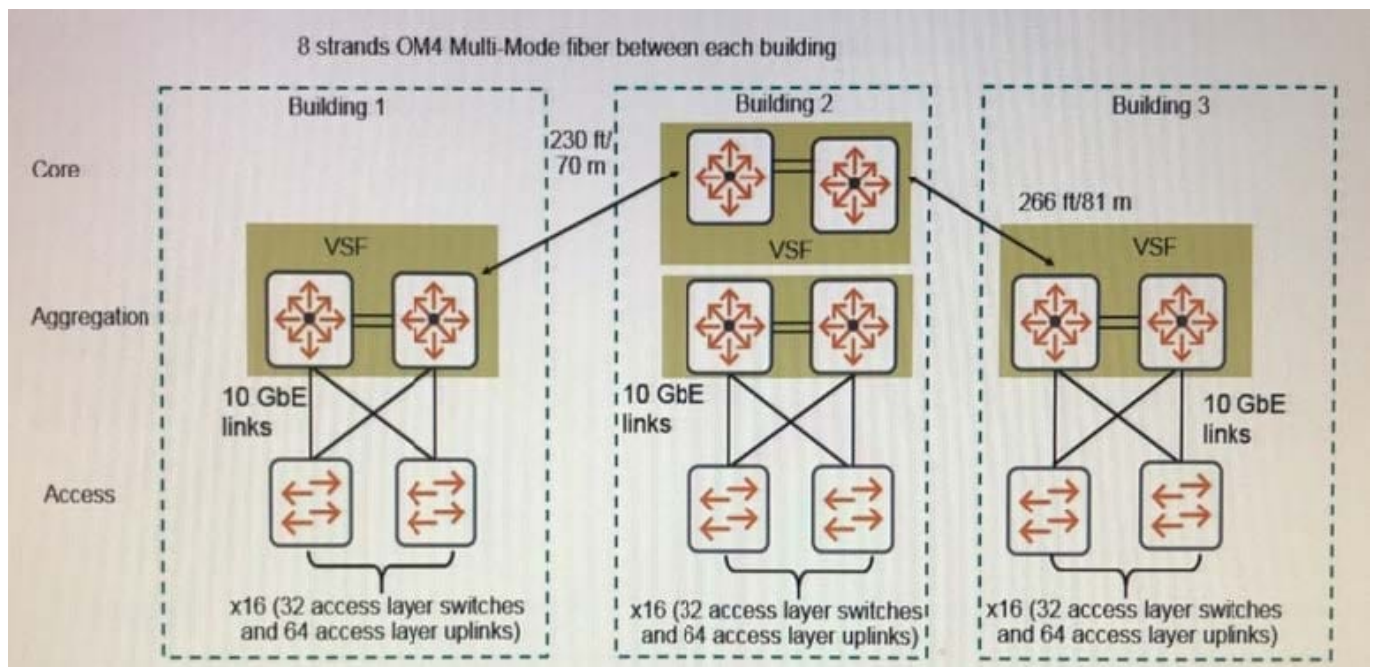 8 strands OM4 Multi-Mode fiber between each building
Building 1
Building 2
Building 3
Core
230 ft/
70 m
266 ft/81 m
VSF
VSF
VSF
Aggregation
10 GbE
links
10 GbE
links
10 GbE
links
Access
x16 (32 access layer switches
and 64 access layer uplinks)
x16 (32 access layer switches
and 64 access layer uplinks)
x16 (32 access layer switches
and 64 access layer uplinks)